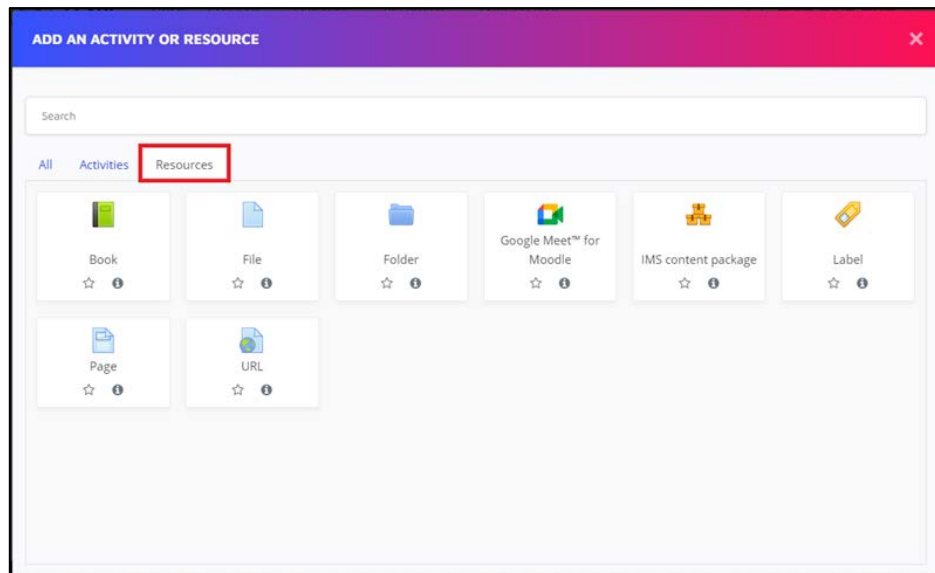 ADD AN ACTIVITY OR RESOURCE
Search
All Activities Resources
Book
File
Folder
Google Meet™ for
Moodle
IMS content package
Label
Page
URL